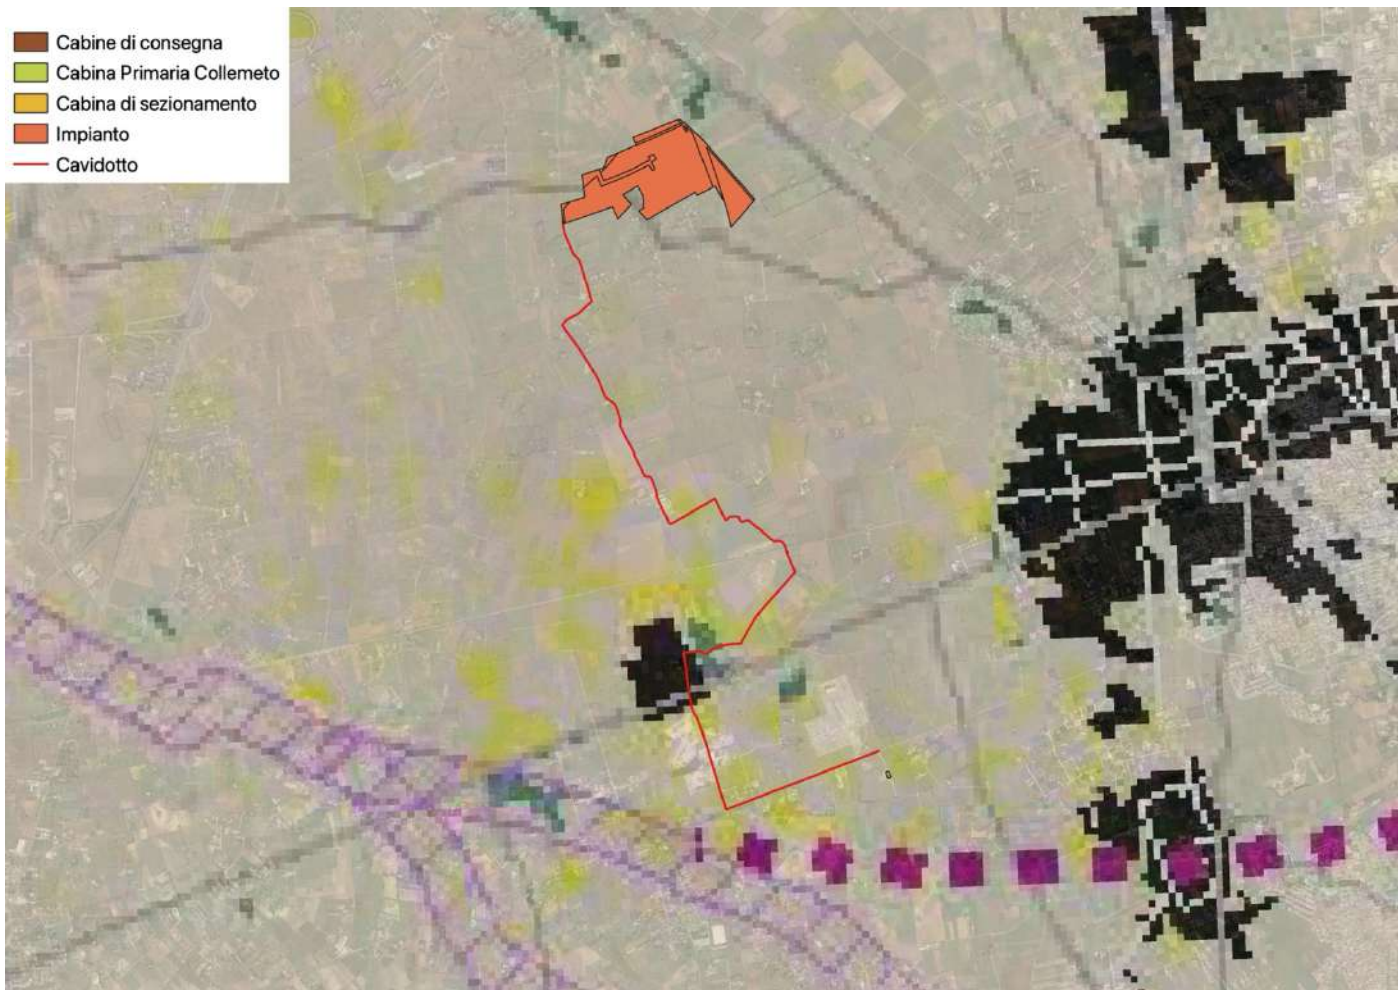 Cabine di consegna
Cabina Primaria Collemeto
Cabina di sezionamento
Impianto
Cavidotto